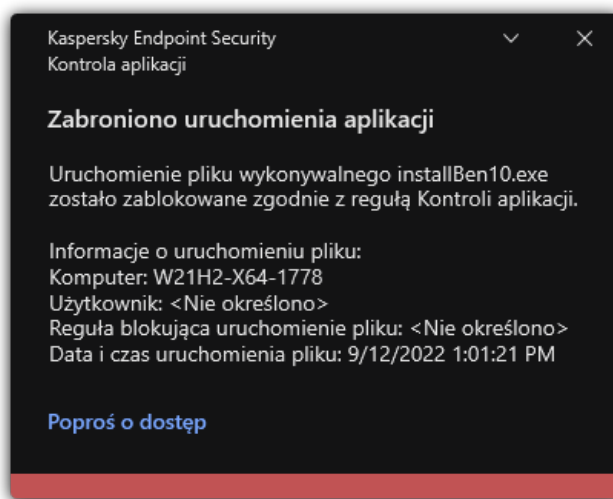 Kaspersky Endpoint Security
Kontrola aplikacji
Zabroniono uruchomienia aplikacji
Uruchomienie pliku wykonywalnego installBen10.exe
zostało zablokowane zgodnie z regułą Kontroli aplikacji.
Informacje o uruchomieniu pliku:
Komputer: W21H2-X64-1778
Użytkownik: <Nie określono>
Reguła blokująca uruchomienie pliku: <Nie określono>
Data i czas uruchomienia pliku: 9/12/2022 1:01:21 PM
Poproś o dostęp